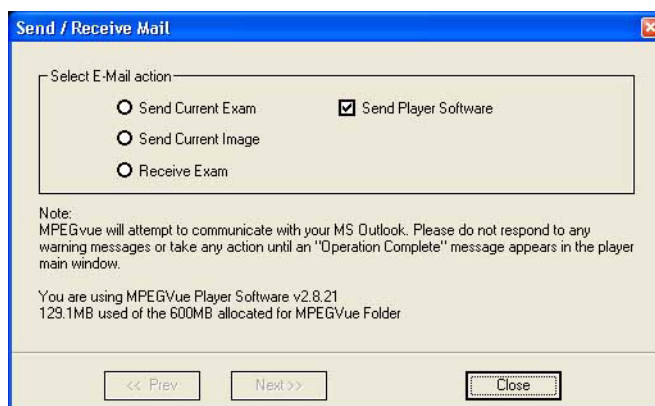 Send / Receive Mail
Select E-Mail action
Send Current Exam
Send Player Software
Send Current Image
Receive Exam
Note:
MPEGvue will attempt to communicate with your MS Outlook. Please do not respond to any
warning messages or take any action until an "Operation Complete" message appears in the player
main window.
You are using MPEGVue Player Software v2.8.21
129.1MB used of the 600MB allocated for MPEGVue Folder
<< Prev
Next >>
Close